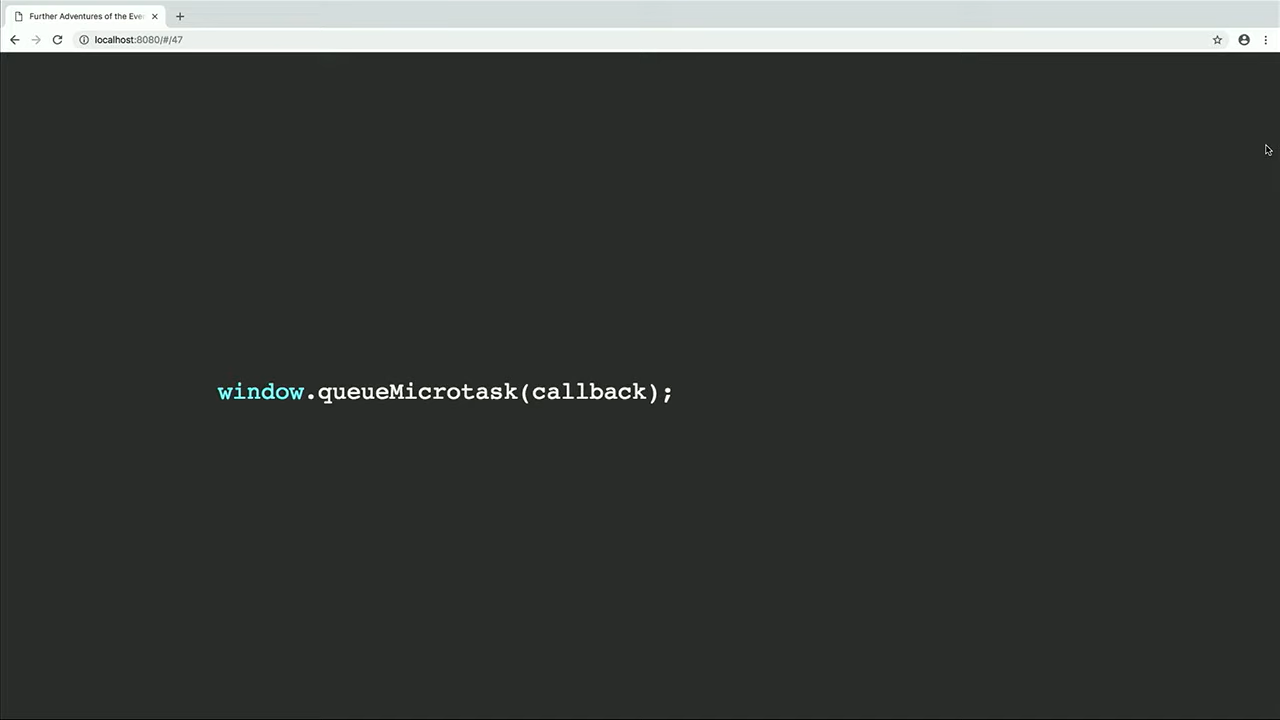 Further Adventures of the Eve
localhost:8080/#/47
window.queueMicrotask(callback);